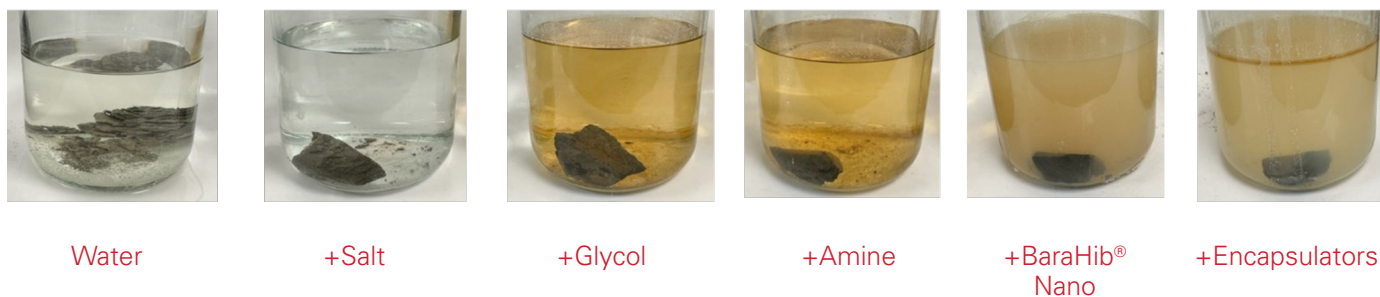 Water
+Salt
+Glycol
+Amine
+BaraHib®
Nano
+Encapsulators